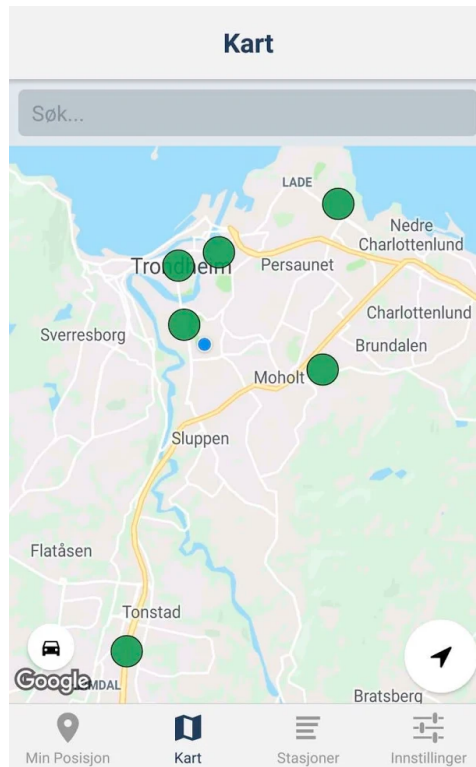 Kart
Søk...
LADE
Nedre
Charlottenlund
Trondheim
Persaunet
Charlottenlund
Sverresborg
Brundalen
Moholt
Sluppen
Flatåsen
Tonstad
Google
Bratsberg
Min Posisjon
Kart
Stasjoner
Innstillinger